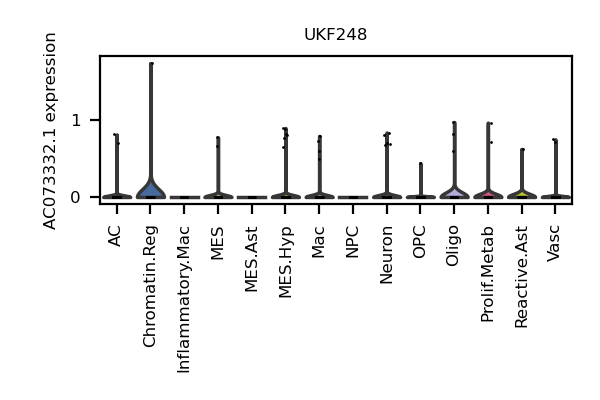 UKF248
AC073332.1 expression
1
0
AC
Chromatin.Reg
Inflammatory.Mac
MES
MES.Ast
MES.Hyp
Mac
NPC
Neuron
OPC
Oligo
Prolif.Metab
Reactive.Ast
Vasc